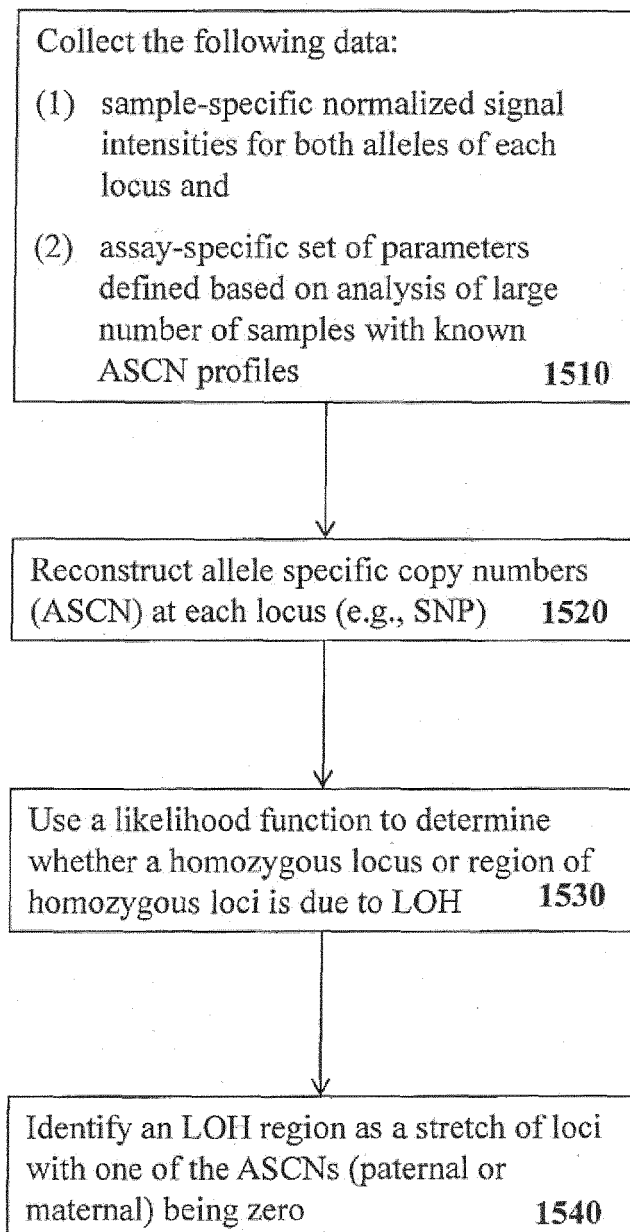 Collect the following data:
(1) sample-specific normalized signal
intensities for both alleles of each
locus and
(2) assay-specific set of parameters
defined based on analysis of large
number of samples with known
ASCN profiles 1510
Reconstruct allele specific copy numbers
(ASCN) at each locus (e.g., SNP) 1520
Use a likelihood function to determine
whether a homozygous locus or region of
homozygous loci is due to LOH 1530
Identify an LOH region as a stretch of loci
with one of the ASCNs (paternal or
maternal) being zero 1540